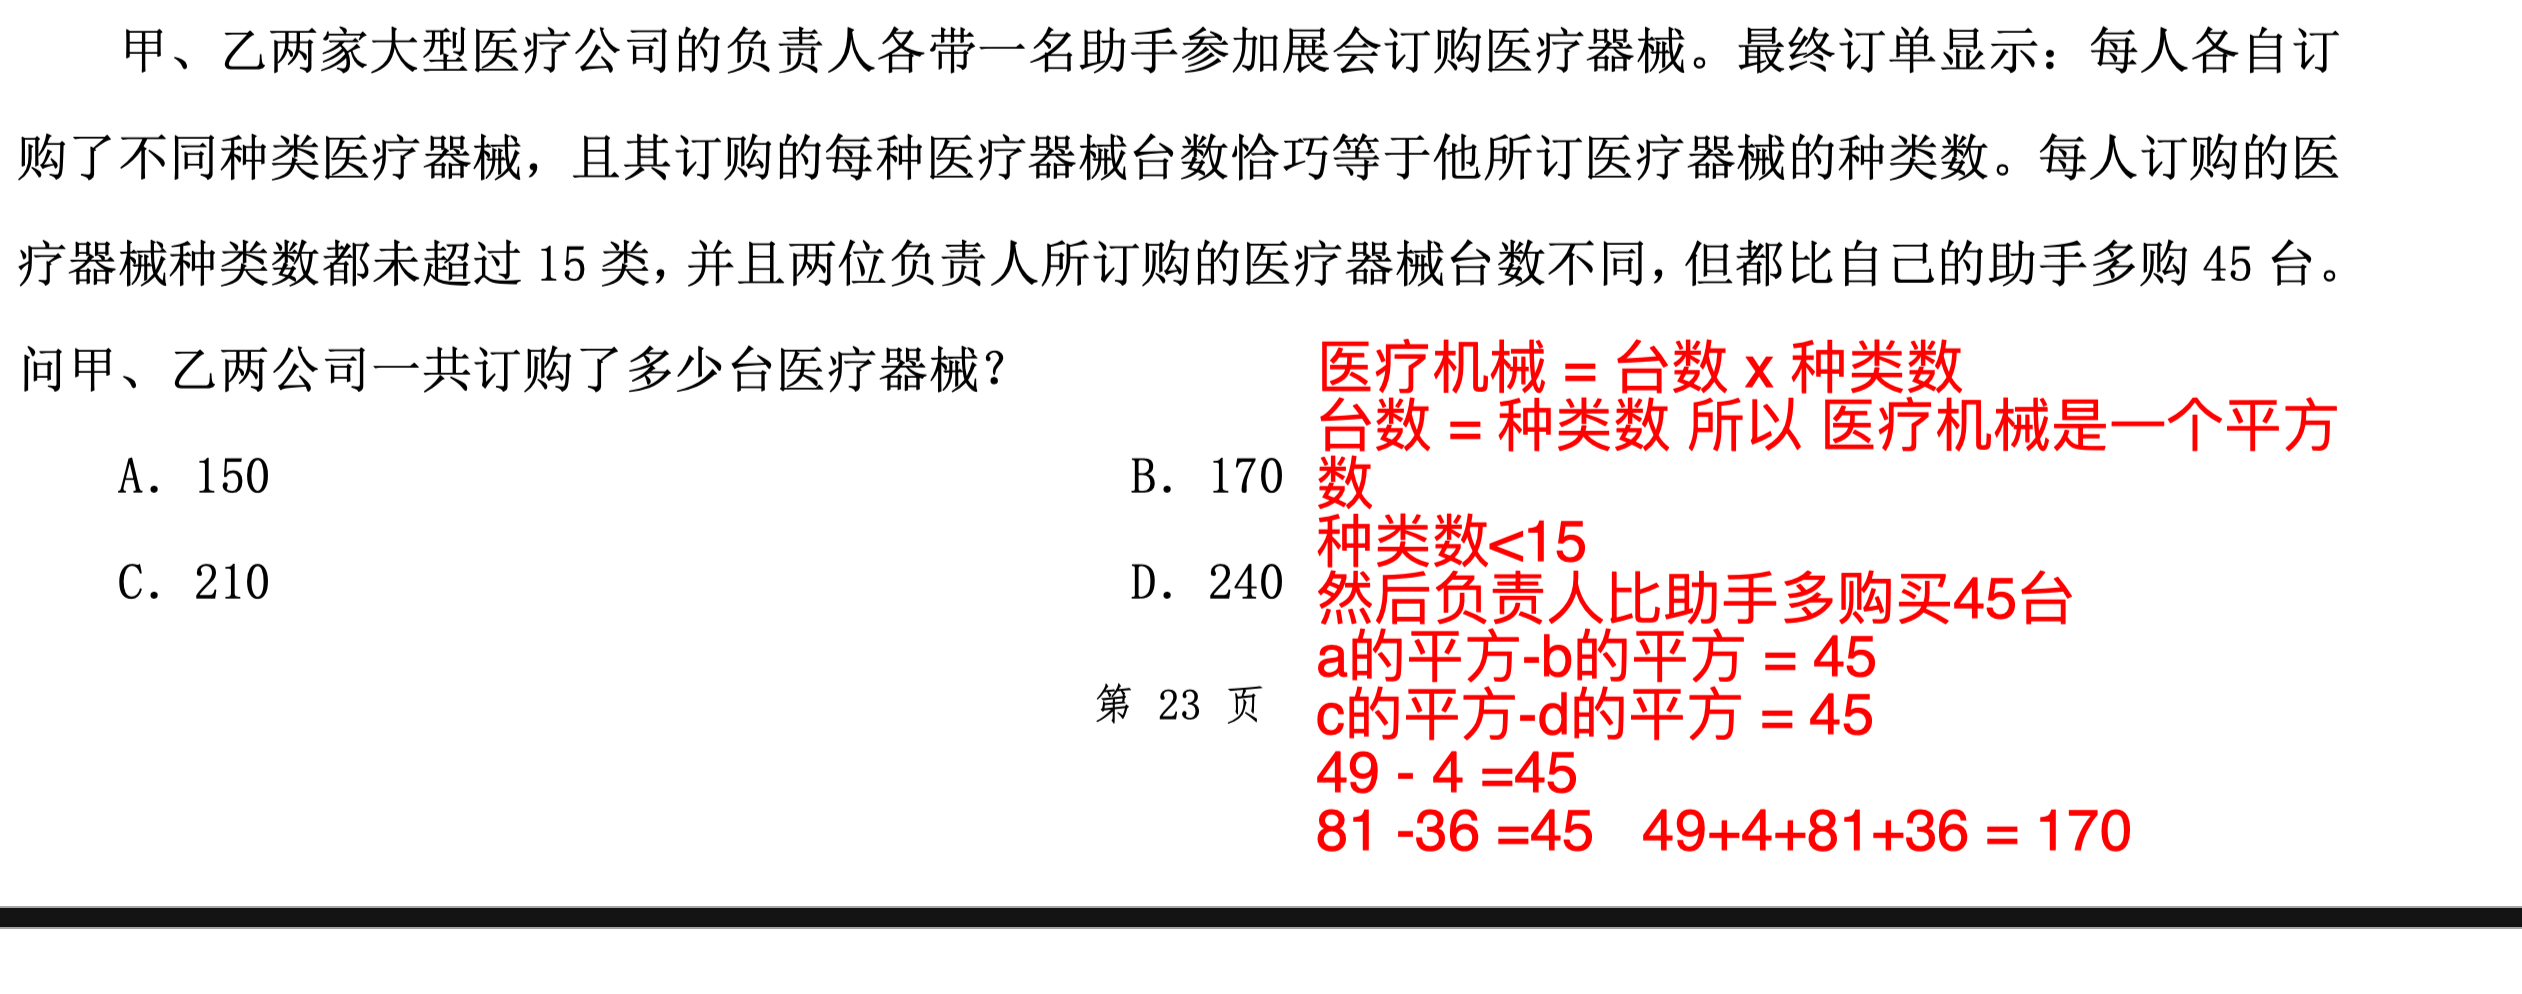 甲、乙两家大型医疗公司的负责人各带一名助手参加展会订购医疗器械。最终订单显示：每人各自订
购了不同种类医疗器械，且其订购的每种医疗器械台数恰巧等于他所订医疗器械的种类数。每人订购的医
疗器械种类数都未超过 15 类，并且两位负责人所订购的医疗器械台数不同，但都比自己的助手多购 45 台。
问甲、乙两公司一共订购了多少台医疗器械？
A. 150
B. 170
C. 210
D. 240
第 23 页
医疗机械 = 台数 x 种类数
台数 = 种类数 所以 医疗机械是一个平方
数
种类数<15
然后负责人比助手多购买45台
a的平方-b的平方 = 45
c的平方-d的平方 = 45
49 - 4 =45
81 -36 =45 49+4+81+36 = 170